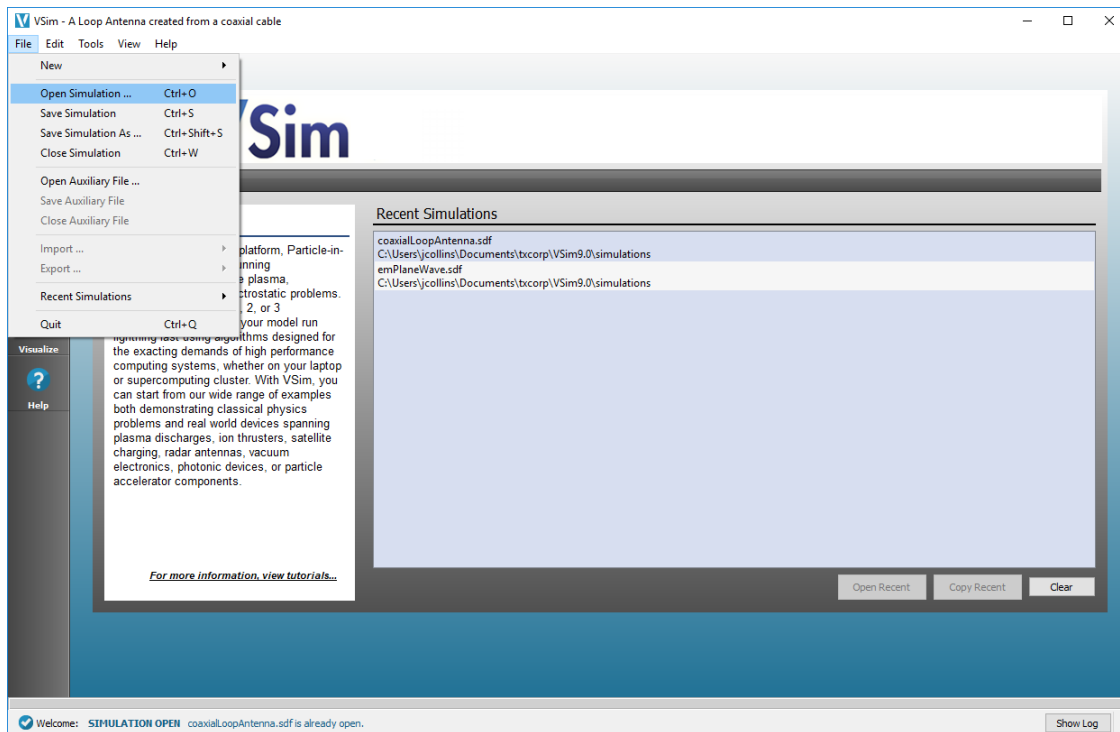 VSim - A Loop Antenna created from a coaxial cable
File Edit Tools View Help
New
Open Simulation ... Ctrl+O
Save Simulation Ctrl+S
Save Simulation As ... Ctrl+Shift+S
Close Simulation Ctrl+W
Open Auxiliary File ...
Save Auxiliary File
Close Auxiliary File
Import ...
Export ...
Recent Simulations
Quit Ctrl+Q
Sim
Visualize
Help
platform, Particle-in-
plasma,
ctrostatic problems.
, 2, or 3
your model run
lightning fast using algorithms designed for
the exacting demands of high performance
computing systems, whether on your laptop
or supercomputing cluster. With VSim, you
can start from our wide range of examples
both demonstrating classical physics
problems and real world devices spanning
plasma discharges, ion thrusters, satellite
charging, radar antennas, vacuum
electronics, photonic devices, or particle
accelerator components.
For more information, view tutorials...
Recent Simulations
coaxialLoopAntenna.sdf
C:\Users\jcollins\Documents\txcorp\VSim9.0\simulations
emPlaneWave.sdf
C:\Users\jcollins\Documents\txcorp\VSim9.0\simulations
Open Recent Copy Recent Clear
Welcome: SIMULATION OPEN coaxialLoopAntenna.sdf is already open.
Show Log